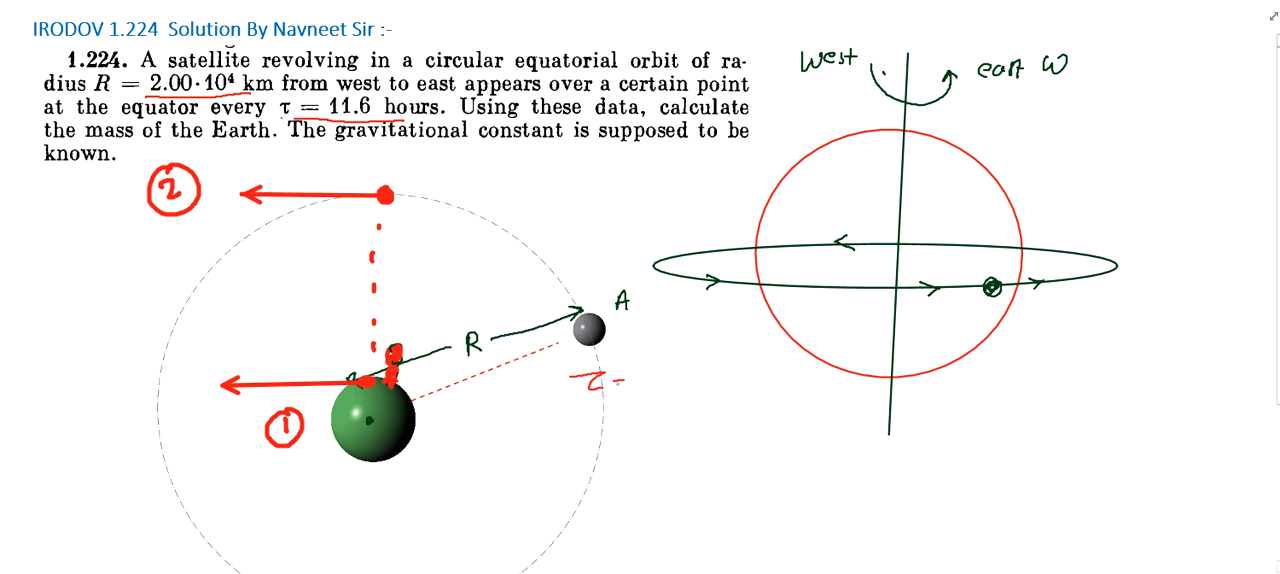 IRODOV 1.224 Solution By Navneet Sir :-
1.224. A satellite revolving in a circular equatorial orbit of ra-
dius R = 2.00·10⁴ km from west to east appears over a certain point
at the equator every τ = 11.6 hours. Using these data, calculate
the mass of the Earth. The gravitational constant is supposed to be
known.
West east ω
2
A
R
τ =
1